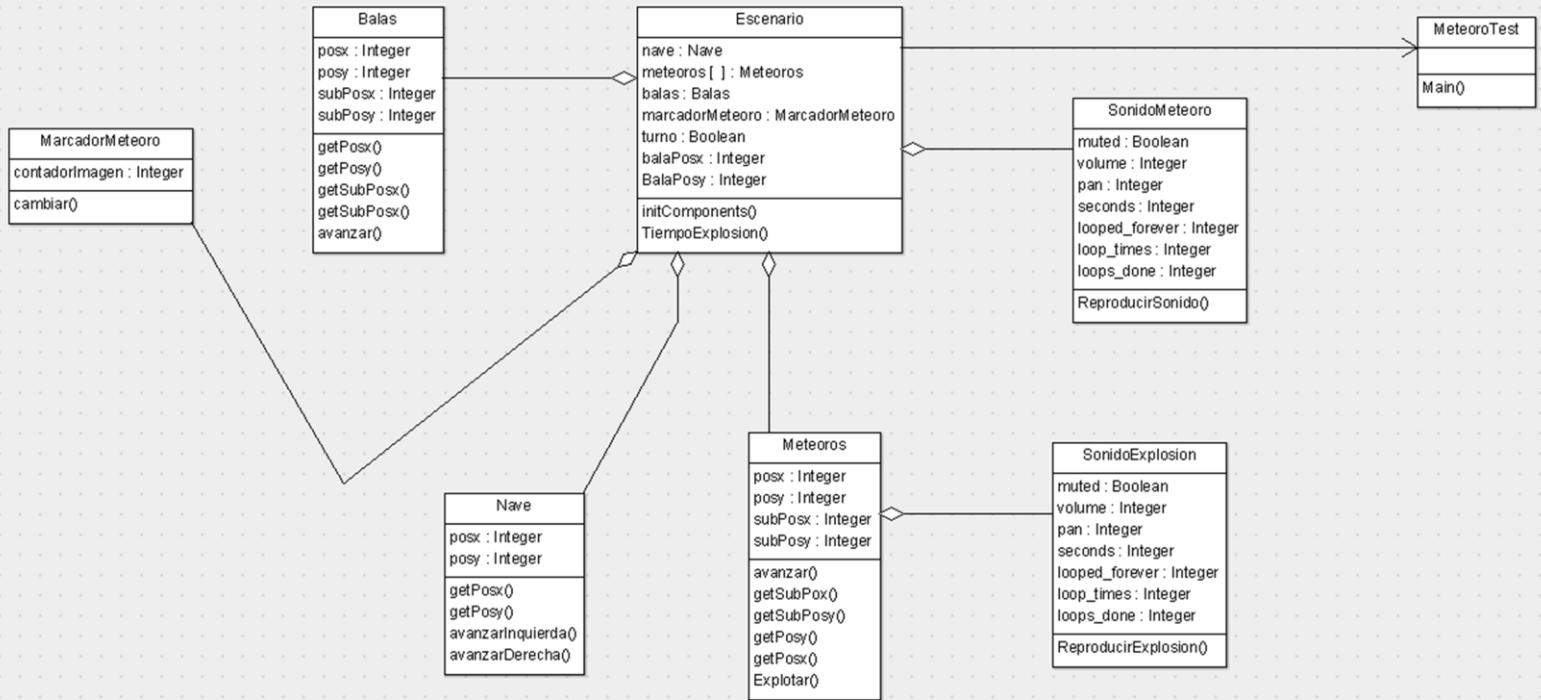 Balas
posx : Integer
posy : Integer
subPosx : Integer
subPosy : Integer
getPosx()
getPosy()
getSubPosx()
getSubPosx()
avanzar()
Escenario
nave : Nave
meteoros [ ] : Meteoros
balas : Balas
marcadorMeteoro : MarcadorMeteoro
turno : Boolean
balaPosx : Integer
BalaPosy : Integer
initComponents()
TiempoExplosion()
MeteoroTest
Main()
SonidoMeteoro
muted : Boolean
volume : Integer
pan : Integer
seconds : Integer
looped_forever : Integer
loop_times : Integer
loops_done : Integer
ReproducirSonido()
MarcadorMeteoro
contadorImagen : Integer
cambiar()
Nave
posx : Integer
posy : Integer
getPosx()
getPosy()
avanzarInquierda()
avanzarDerecha()
Meteoros
posx : Integer
posy : Integer
subPosx : Integer
subPosy : Integer
avanzar()
getSubPox()
getSubPosy()
getPosy()
getPosx()
Explotar()
SonidoExplosion
muted : Boolean
volume : Integer
pan : Integer
seconds : Integer
looped_forever : Integer
loop_times : Integer
loops_done : Integer
ReproducirExplosion()